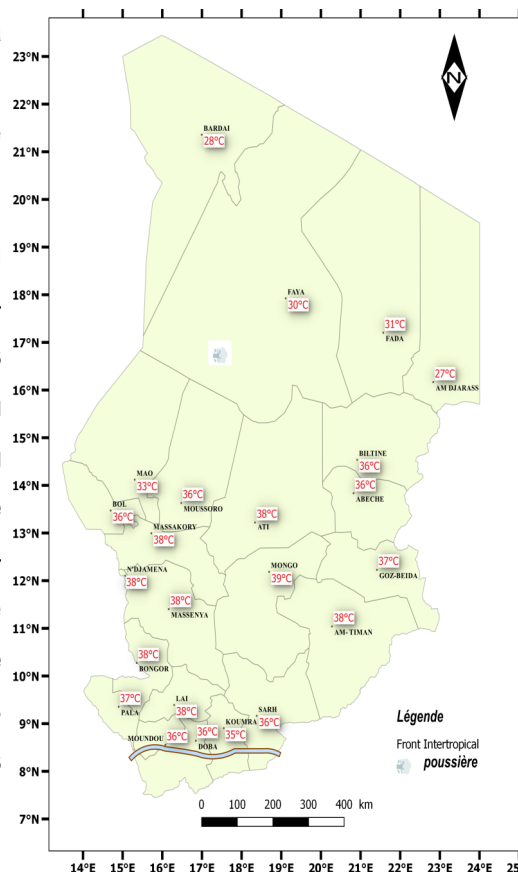 23°N
22°N
21°N
20°N
19°N
18°N
17°N
16°N
15°N
14°N
13°N
12°N
11°N
10°N
9°N
8°N
7°N
N
BARDAI
28°C
FAYA
30°C
31°C
FADA
27°C
AM DJARASS
BILTINE
36°C
36°C
ABECHE
MAO
33°C
36°C
MOUSSORO
BOL
36°C
MASSAKORY
38°C
38°C
ATI
N'DJAMENA
38°C
MONGO
39°C
37°C
GOZ-BEIDA
38°C
MASSENYA
38°C
AM- TIMAN
38°C
BONGOR
37°C
PALA
LAI
38°C
SARH
36°C
MOUNDOU
36°C
36°C
DOBA
KOUMRA
35°C
Légende
Front Intertropical
poussière
0 100 200 300 400 km
14°E 15°E 16°E 17°E 18°E 19°E 20°E 21°E 22°E 23°E 24°E